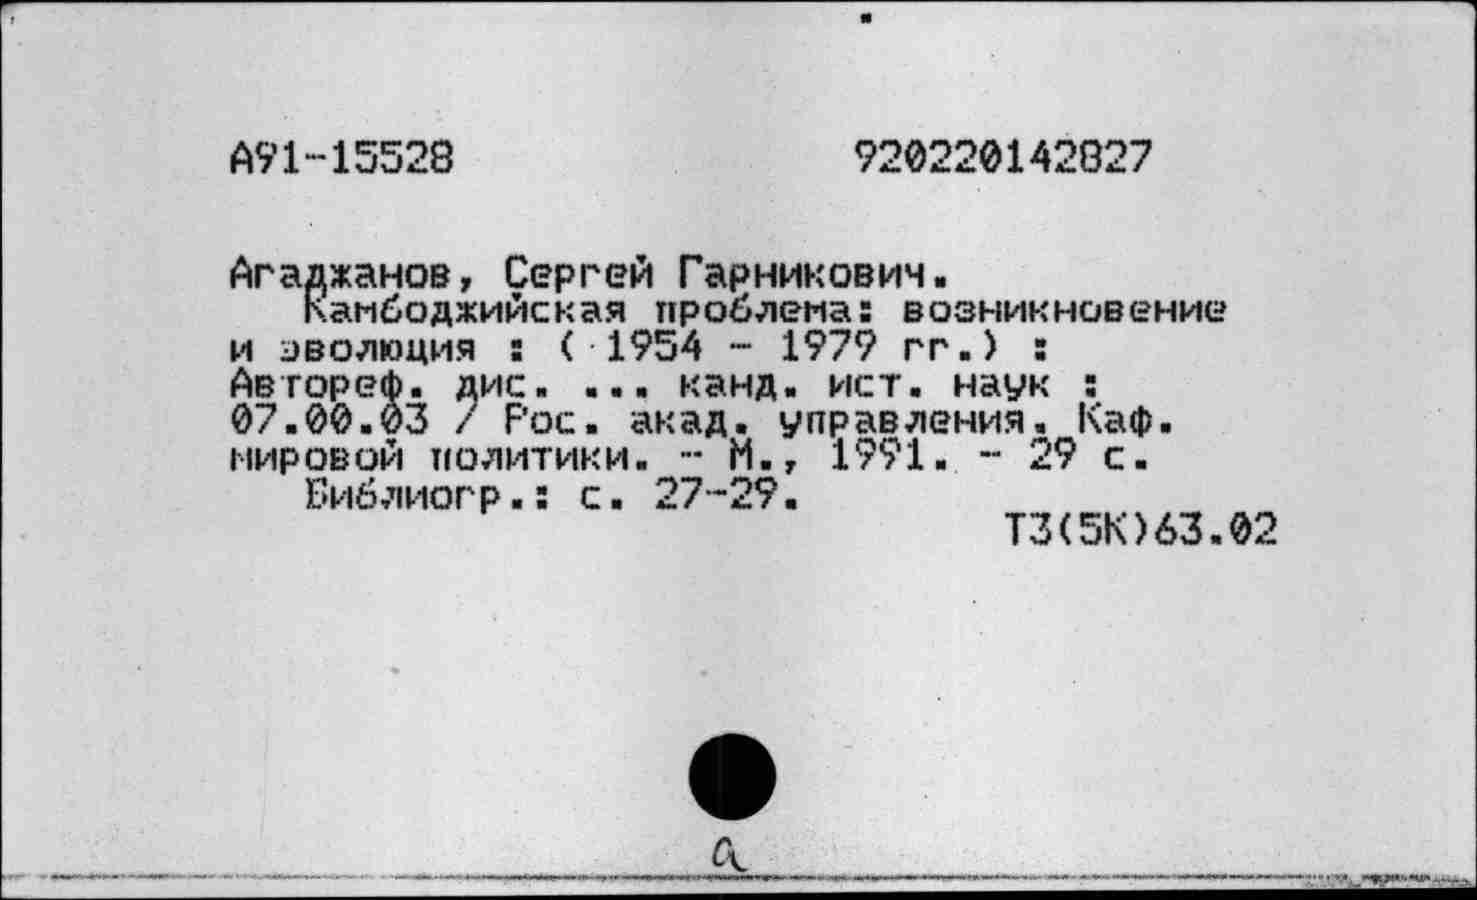 А91-15528 920220142827
Агаджанов, Сергей Гарникович.
Камбоджийская проблема: возникновение
и эволюция : ( 1954 - 1979 гг.) :
Автореф. дис. ... канд. ист. наук :
07.00.03 / Рос. акад. управления. Каф.
мировой политики. - М., 1991. - 29 с.
Библиогр.: с. 27-29.
Т3(5К)63.02
а